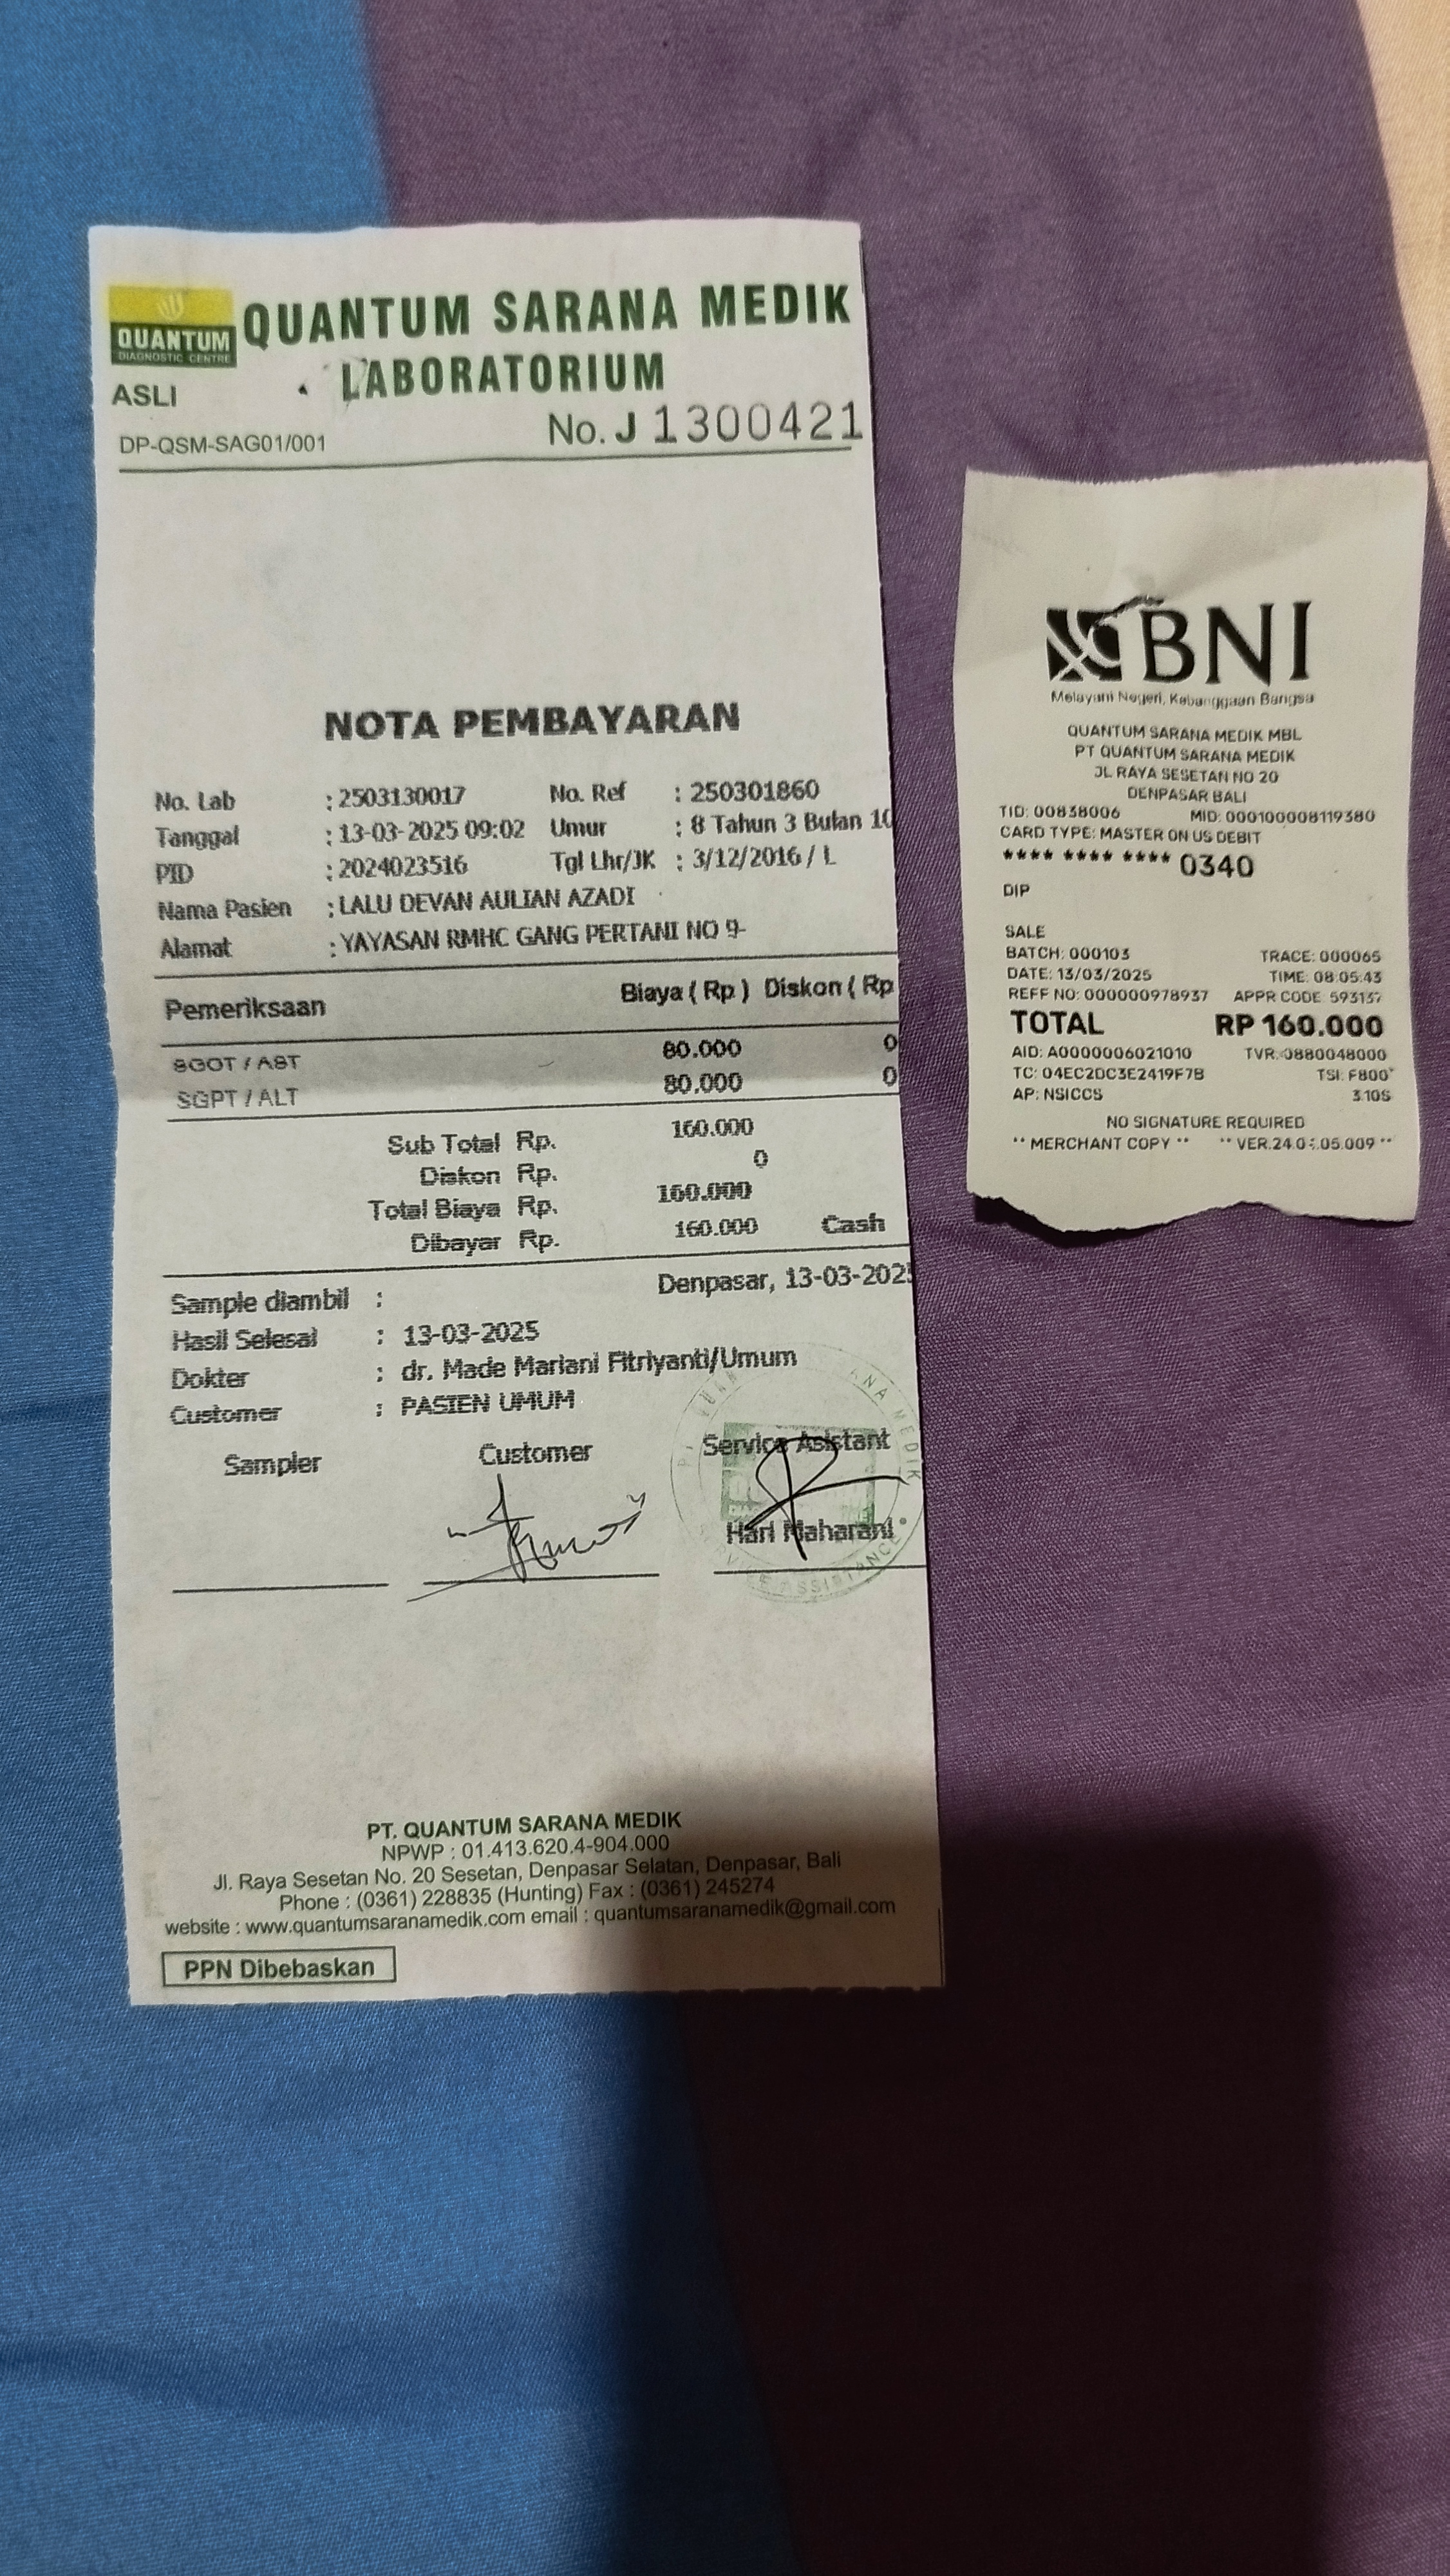 QUANTUM
DIAGNOSTIC CENTRE
QUANTUM SARANA MEDIK
LABORATORIUM
ASLI
No. J 1300421
DP-QSM-SAG01/001
NOTA PEMBAYARAN
No. Lab : 2503130017 No. Ref : 250301860
Tanggal : 13-03-2025 09:02 Umur : 8 Tahun 3 Bulan 10
PID : 2024023516 Tgl Lhr/JK : 3/12/2016 / L
Nama Pasien : LALU DEVAN AULIAN AZADI
Alamat : YAYASAN RMHC GANG PERTANI NO 9-
Pemeriksaan Biaya ( Rp ) Diskon ( Rp
SGOT / AST 80.000 0
SGPT / ALT 80.000 0
Sub Total Rp. 160.000
Diskon Rp. 0
Total Biaya Rp. 160.000
Dibayar Rp. 160.000 Cash
Denpasar, 13-03-2025
Sample diambil :
Hasil Selesai : 13-03-2025
Dokter : dr. Made Mariani Fitriyanti/Umum
Customer : PASIEN UMUM
Sampler Customer Service Asistant
Hari Maharani
PT. QUANTUM SARANA MEDIK
NPWP : 01.413.620.4-904.000
Jl. Raya Sesetan No. 20 Sesetan, Denpasar Selatan, Denpasar, Bali
Phone : (0361) 228835 (Hunting) Fax : (0361) 245274
website : www.quantumsaranamedik.com email : quantumsaranamedik@gmail.com
PPN Dibebaskan
BNI
Melayani Negeri, Kebanggaan Bangsa
QUANTUM SARANA MEDIK MBL
PT QUANTUM SARANA MEDIK
JL RAYA SESETAN NO 20
DENPASAR BALI
TID: 00838006 MID: 000100008119380
CARD TYPE: MASTER ON US DEBIT
**** **** **** 0340
DIP
SALE
BATCH: 000103 TRACE: 000065
DATE: 13/03/2025 TIME: 08:05:43
REFF NO: 000000978937 APPR CODE:
TOTAL RP 160.000
AID: A0000006021010 TVR: 0880048000
TC: 04EC2DC3E2419F7B TSI: F800
AP: NSICCS 3.10S
NO SIGNATURE REQUIRED
** MERCHANT COPY **